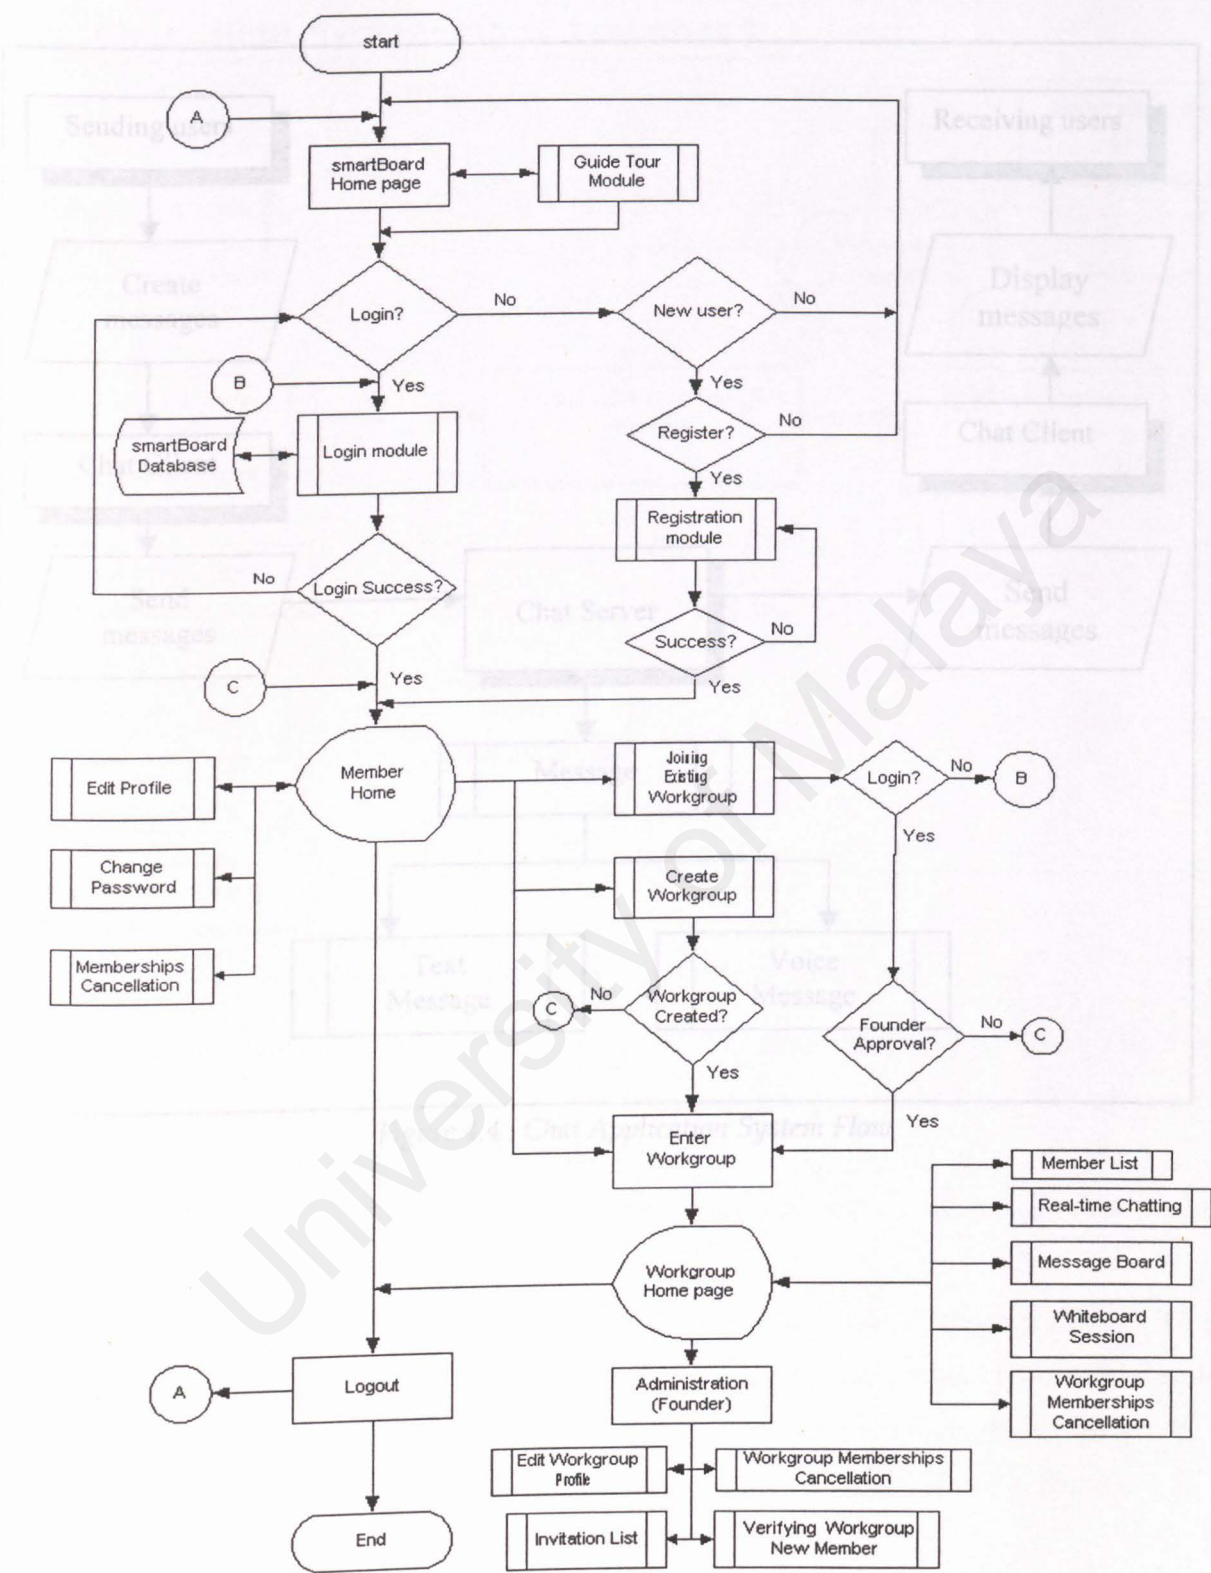 start
A
smartBoard
Home page
Guide Tour
Module
Login?
No
New user?
No
B
Yes
Yes
Register?
No
smartBoard
Database
Login module
Yes
Registration
module
No
Login Success?
Success?
No
C
Yes
Yes
Member
Home
Edit Profile
Change
Password
Memberships
Cancellation
Joining
Existing
Workgroup
Login?
No
B
Yes
Create
Workgroup
C
No
Workgroup
Created?
Yes
Founder
Approval?
No
C
Yes
Enter
Workgroup
Member List
Real-time Chatting
Message Board
Whiteboard
Session
Workgroup
Memberships
Cancellation
Workgroup
Home page
A
Logout
Administration
(Founder)
Edit Workgroup
Profile
Workgroup Memberships
Cancellation
End
Invitation List
Verifying Workgroup
New Member
Sending users
Receiving users
Create
messages
Display
messages
Chat Client
Send
messages
Chat Server
Send
messages
Message
Text
Message
Voice
Message
Chat Application System Flow
University of Malaya